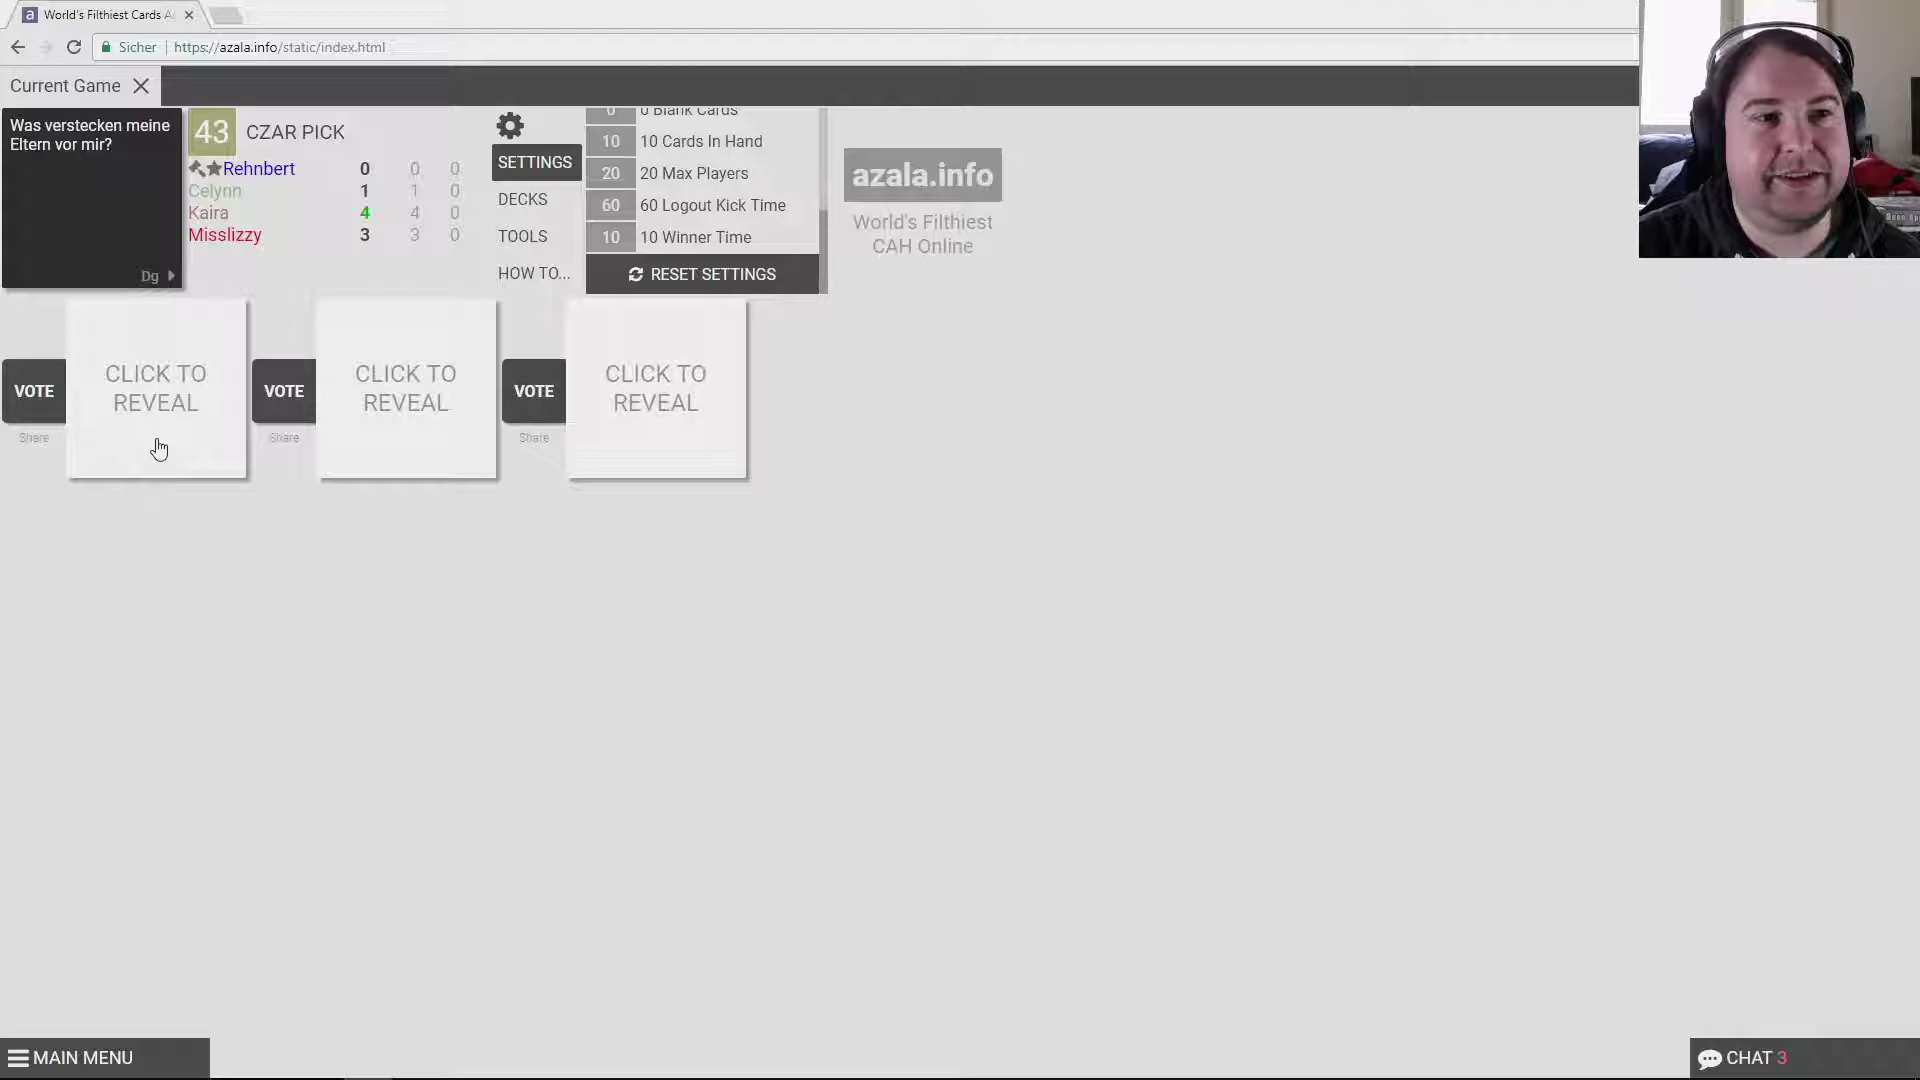 World's Filthiest Cards
Sicher
https://azala.info/static/index.html
Current Game
Was verstecken meine
Eltern vor mir?
Dg
43 CZAR PICK
Rehnbert 0 0 0
Celynn 1 1 0
Kaira 4 4 0
Misslizzy 3 3 0
SETTINGS
DECKS
TOOLS
HOW TO...
0 0 Blank Cards
10 10 Cards In Hand
20 20 Max Players
60 60 Logout Kick Time
10 10 Winner Time
RESET SETTINGS
azala.info
World's Filthiest
CAH Online
VOTE
Share
CLICK TO
REVEAL
VOTE
Share
CLICK TO
REVEAL
VOTE
Share
CLICK TO
REVEAL
MAIN MENU
CHAT 3